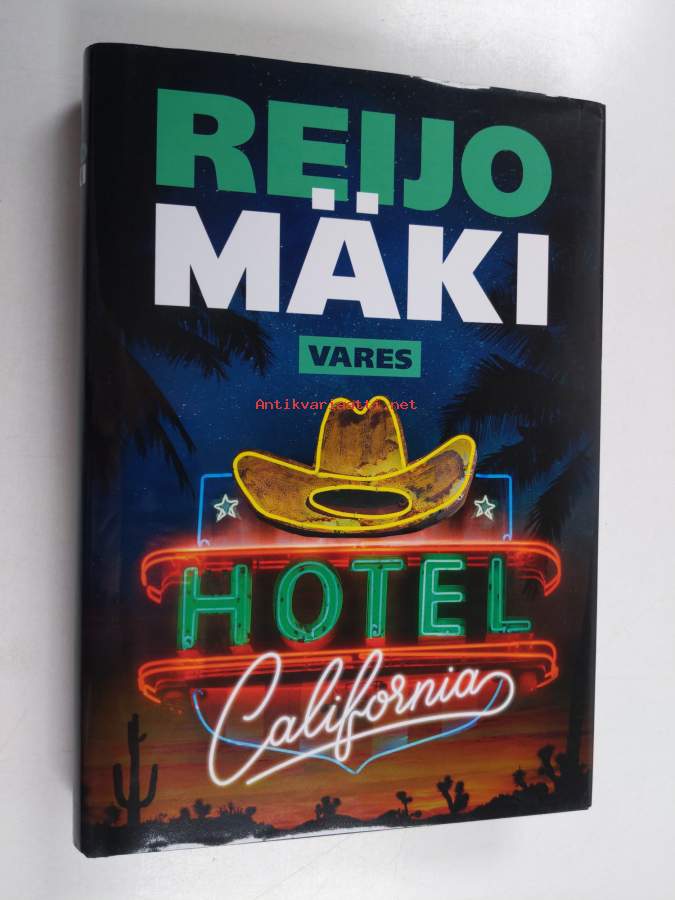 REIJO
MÄKI
VARES
Antikvariaatti.net
HOTEL
California